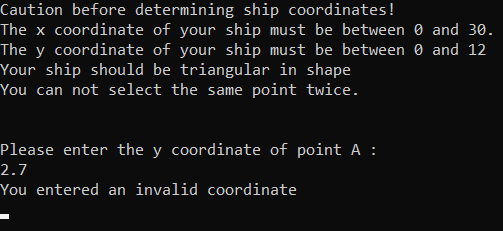 Caution before determining ship coordinates!
The x coordinate of your ship must be between 0 and 30.
The y coordinate of your ship must be between 0 and 12
Your ship should be triangular in shape
You can not select the same point twice.
Please enter the y coordinate of point A :
2.7
You entered an invalid coordinate